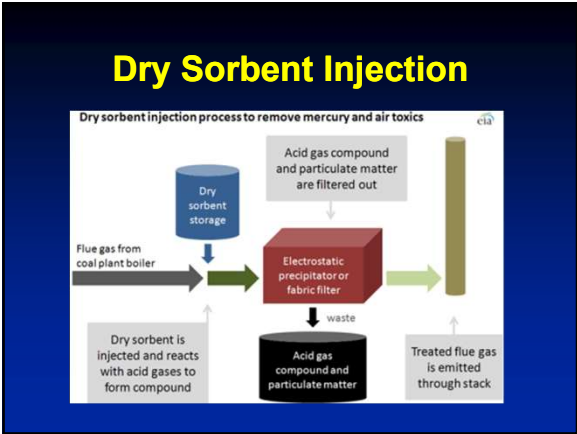 Dry Sorbent Injection
Dry sorbent injection process to remove mercury and air toxics
eia
Acid gas compound
and particulate matter
are filtered out
Dry
sorbent
storage
Flue gas from
coal plant boiler
Electrostatic
precipitator or
fabric filter
waste
Dry sorbent is
injected and reacts
with acid gases to
form compound
Acid gas
compound and
particulate matter
Treated flue gas
is emitted
through stack